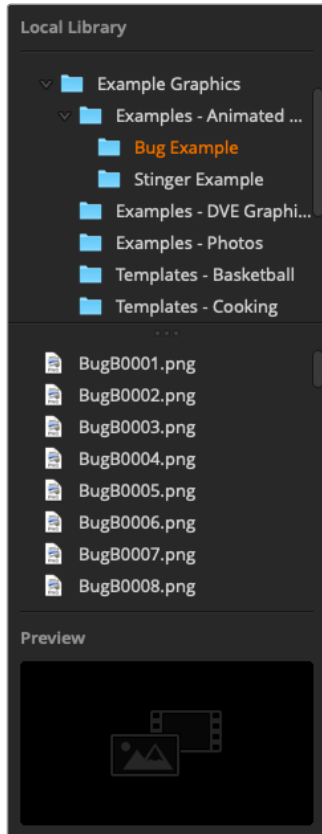 Local Library
Example Graphics
Examples - Animated ...
Bug Example
Stinger Example
Examples - DVE Graphi...
Examples - Photos
Templates - Basketball
Templates - Cooking
BugB0001.png
BugB0002.png
BugB0003.png
BugB0004.png
BugB0005.png
BugB0006.png
BugB0007.png
BugB0008.png
Preview